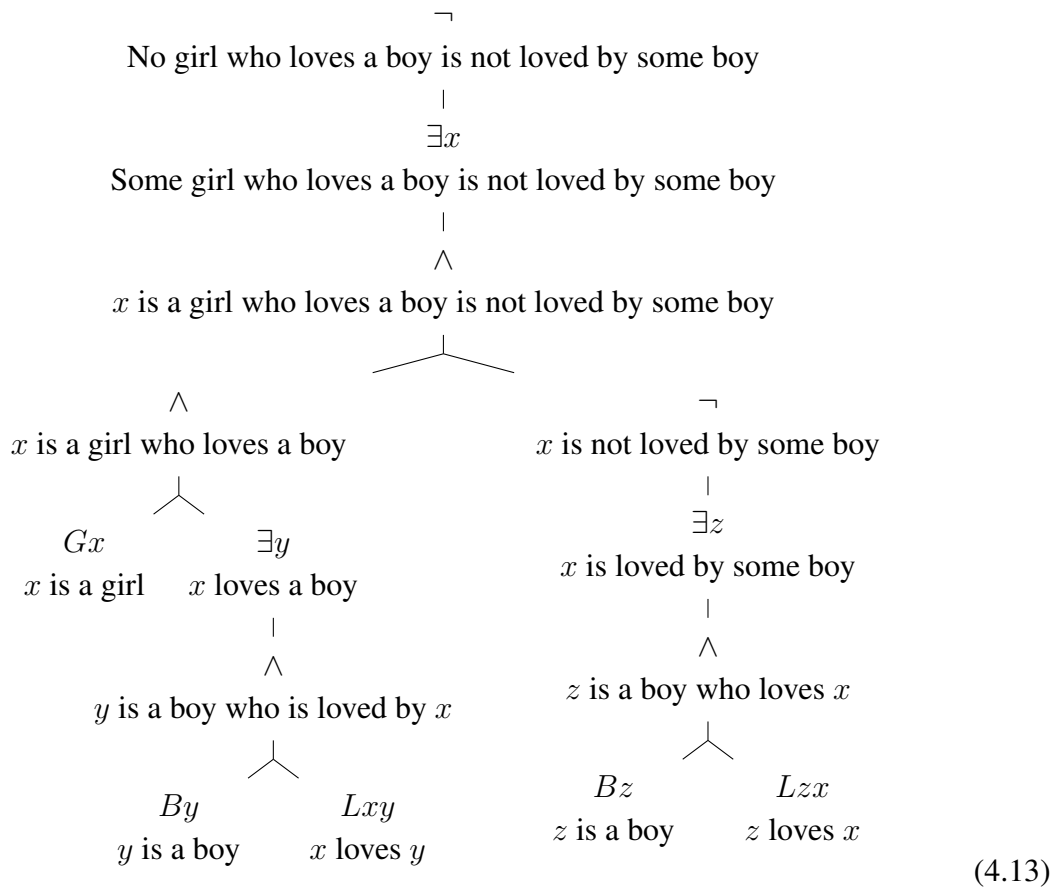 ¬
No girl who loves a boy is not loved by some boy
∃x
Some girl who loves a boy is not loved by some boy
∧
x is a girl who loves a boy is not loved by some boy
∧ ¬
x is a girl who loves a boy x is not loved by some boy
Gx ∃y ∃z
x is a girl x loves a boy x is loved by some boy
∧ ∧
y is a boy who is loved by x z is a boy who loves x
By Lxy Bz Lzx
y is a boy x loves y z is a boy z loves x
(4.13)